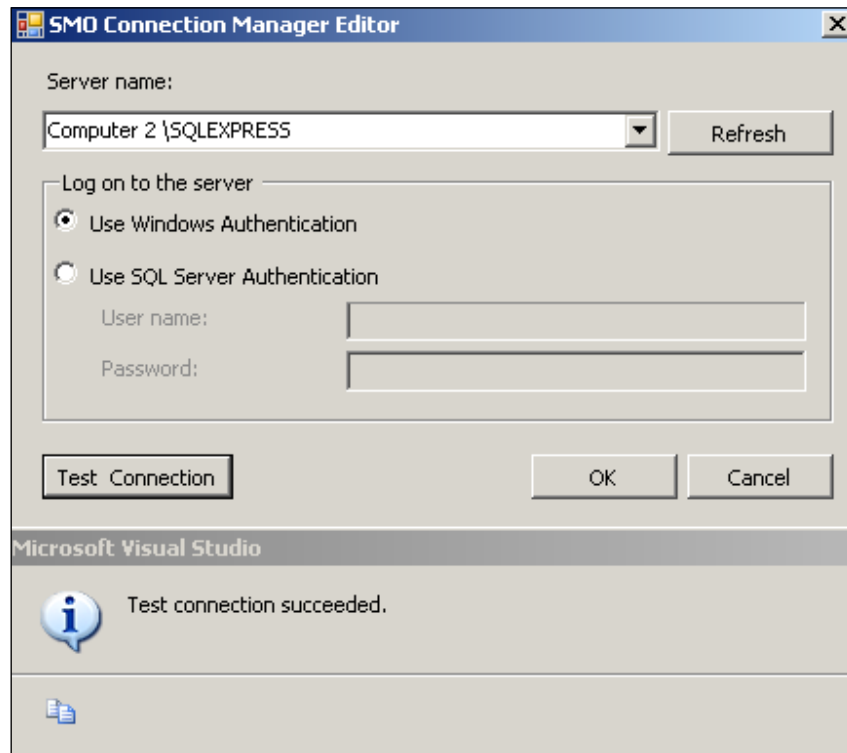 SMO Connection Manager Editor
Server name:
Computer 2 \SQLEXPRESS
Refresh
Log on to the server
Use Windows Authentication
Use SQL Server Authentication
User name:
Password:
Test Connection
OK
Cancel
Microsoft Visual Studio
Test connection succeeded.